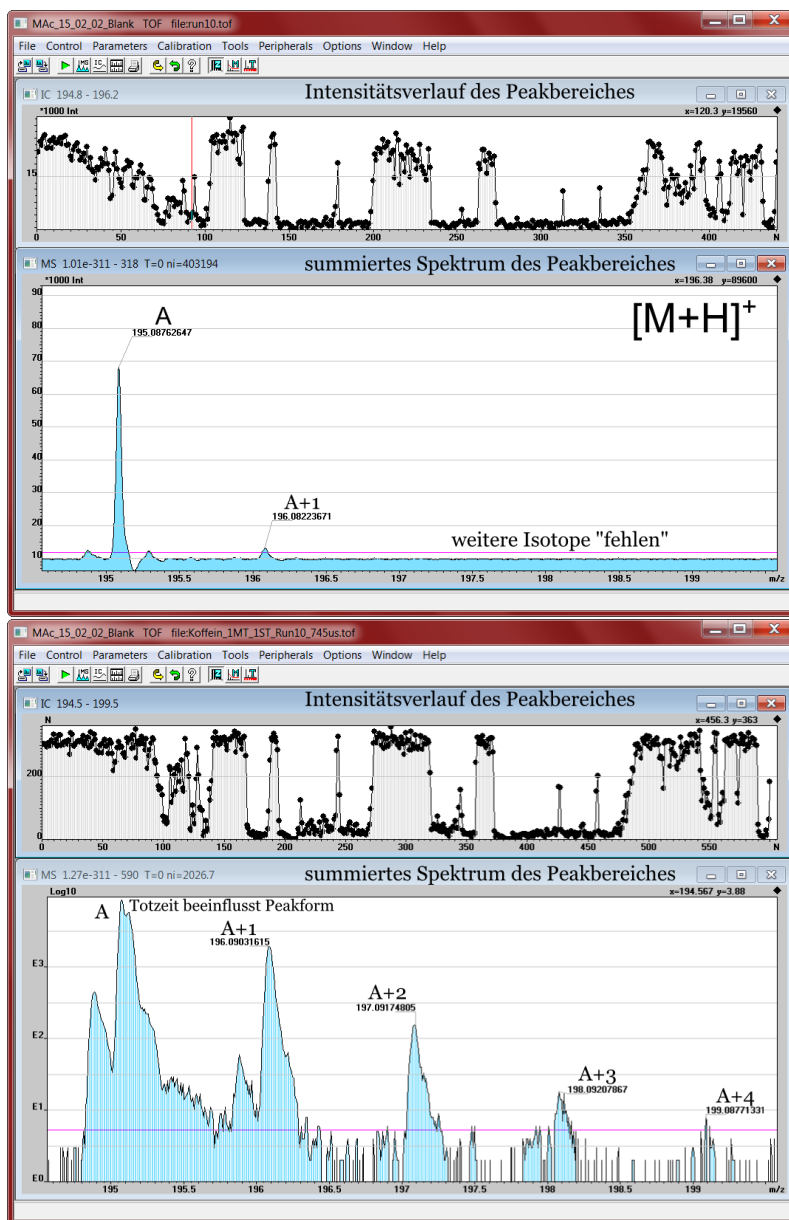 MAc_15_02_02_Blank TOF file:run10.tof
File Control Parameters Calibration Tools Peripherals Options Window Help
IC 194.8 - 196.2
Intensitätsverlauf des Peakbereiches
*1000 Int
x=120.3 y=19560
15
0 50 100 150 200 250 300 350 400 N
MS 1.01e-311 - 318 T=0 ni=403194
summiertes Spektrum des Peakbereiches
*1000 Int
x=196.38 y=89600
90
A
[M+H]+
195.08762647
80
70
60
50
40
30
A+1
196.08223671
20
weitere Isotope "fehlen"
10
195 195.5 196 196.5 197 197.5 198 198.5 199 m/z
MAc_15_02_02_Blank TOF file:Koffein_1MT_1ST_Run10_745us.tof
File Control Parameters Calibration Tools Peripherals Options Window Help
IC 194.5 - 199.5
Intensitätsverlauf des Peakbereiches
N
x=456.3 y=363
200
0
0 50 100 150 200 250 300 350 400 450 500 550 N
MS 1.27e-311 - 590 T=0 ni=2026.7
summiertes Spektrum des Peakbereiches
Log10
x=194.567 y=3.88
A Totzeit beeinflusst Peakform
A+1
196.09031615
E3
A+2
197.09174805
E2
A+3
198.09207867
A+4
199.08771331
E1
E0
195 195.5 196 196.5 197 197.5 198 198.5 199 m/z